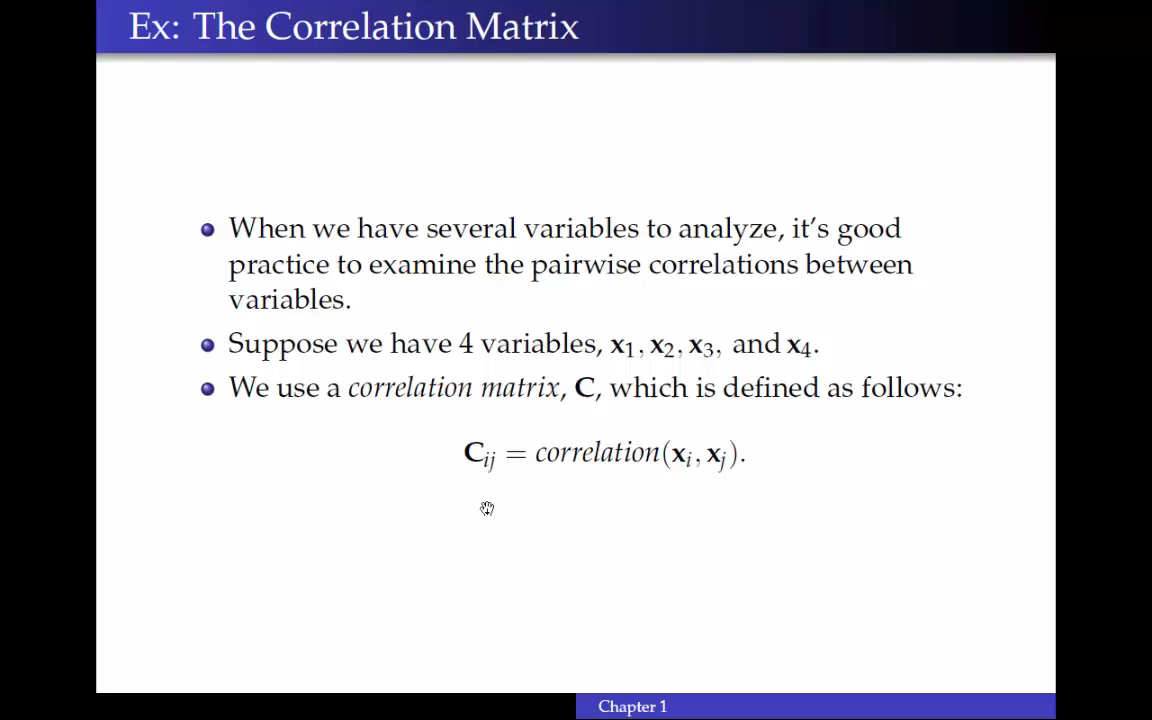 Ex: The Correlation Matrix
When we have several variables to analyze, it's good
practice to examine the pairwise correlations between
variables.
Suppose we have 4 variables, x₁, x₂, x₃, and x₄.
We use a correlation matrix, C, which is defined as follows:
Cᵢⱼ = correlation(xᵢ, xⱼ).
Chapter 1